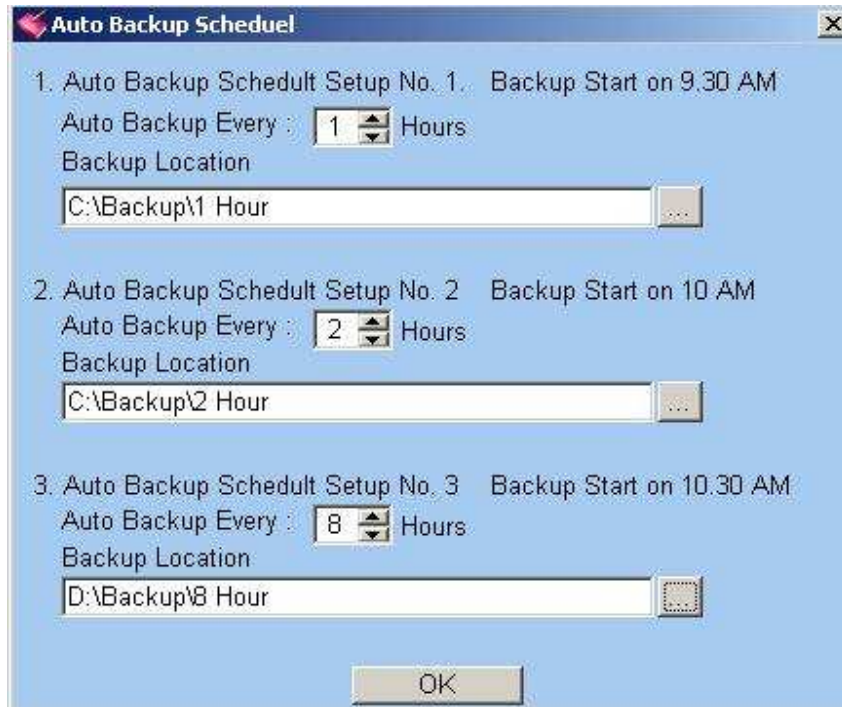 Auto Backup Scheduel
1. Auto Backup Schedult Setup No. 1. Backup Start on 9.30 AM
Auto Backup Every : 1 Hours
Backup Location
C:\Backup\1 Hour
...
2. Auto Backup Schedult Setup No. 2 Backup Start on 10 AM
Auto Backup Every : 2 Hours
Backup Location
C:\Backup\2 Hour
...
3. Auto Backup Schedult Setup No. 3 Backup Start on 10.30 AM
Auto Backup Every : 8 Hours
Backup Location
D:\Backup\8 Hour
...
OK